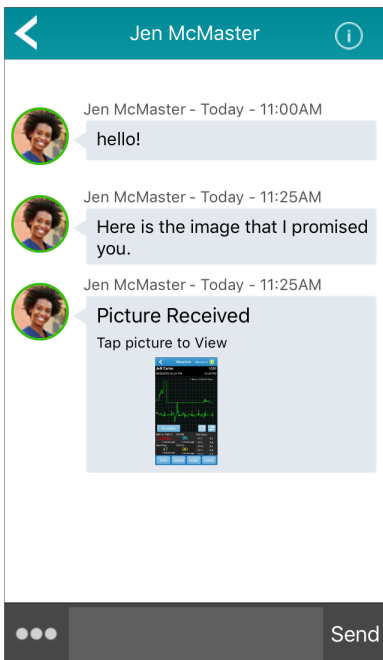 Jen McMaster
Jen McMaster - Today - 11:00AM
hello!
Jen McMaster - Today - 11:25AM
Here is the image that I promised
you.
Jen McMaster - Today - 11:25AM
Picture Received
Tap picture to View
Send